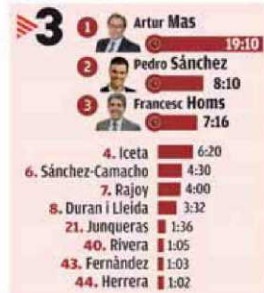 3
1 Artur Mas
19:10
2 Pedro Sánchez
8:10
3 Francesc Homs
7:16
4. Iceta 6:20
6. Sánchez-Camacho 4:30
7. Rajoy 4:00
8. Duran i Lleida 3:32
21. Junqueras 1:36
40. Rivera 1:05
43. Fernàndez 1:03
44. Herrera 1:02